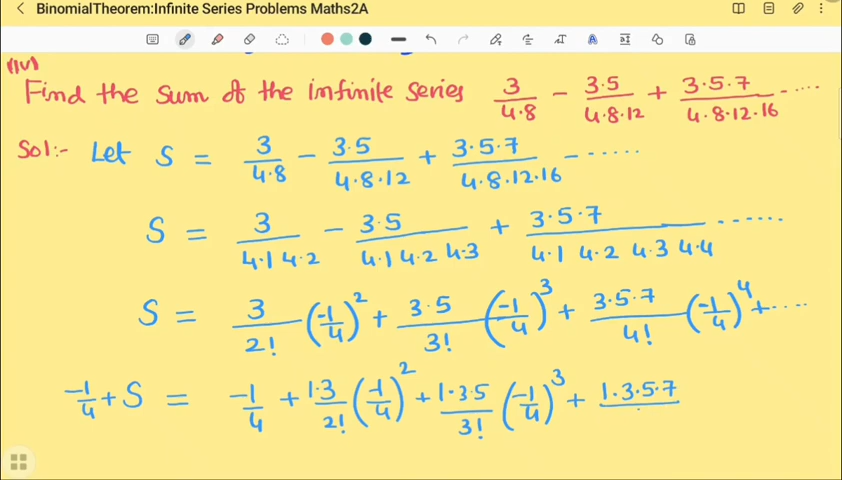 BinomialTheorem:Infinite Series Problems Maths2A
(iv)
Find the sum of the infinite series 3/(4·8) − 3·5/(4·8·12) + 3·5·7/(4·8·12·16) - ......
Sol:- Let S = 3/(4·8) − 3·5/(4·8·12) + 3·5·7/(4·8·12·16) − ......
S = 3/(4·1 4·2) − 3·5/(4·1 4·2 4·3) + 3·5·7/(4·1 4·2 4·3 4·4) ......
S = 3/2! (-1/4)^2 + 3·5/3! (-1/4)^3 + 3·5·7/4! (-1/4)^4 + ....
-1/4 + S = -1/4 + 1·3/2! (-1/4)^2 + 1·3·5/3! (-1/4)^3 + 1·3·5·7